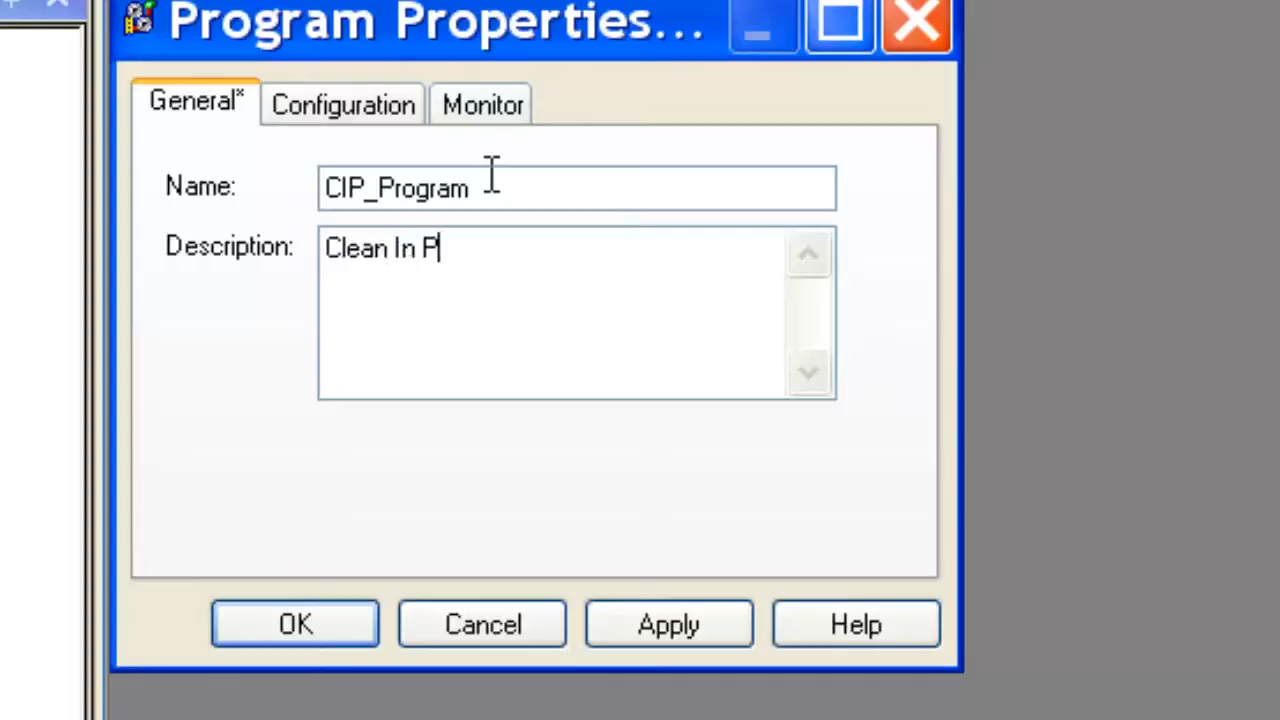 Program Properties...
General* Configuration Monitor
Name: CIP_Program
Description: Clean In P
OK Cancel Apply Help